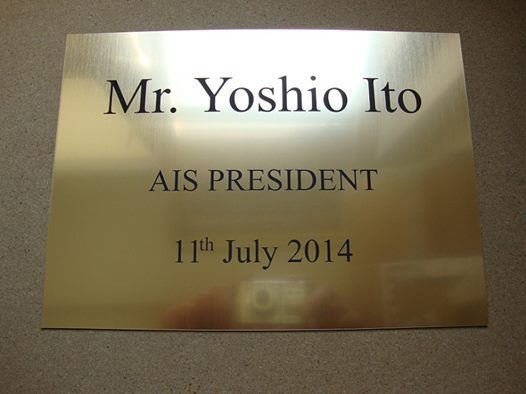 Mr. Yoshio Ito
AIS PRESIDENT
11th July 2014